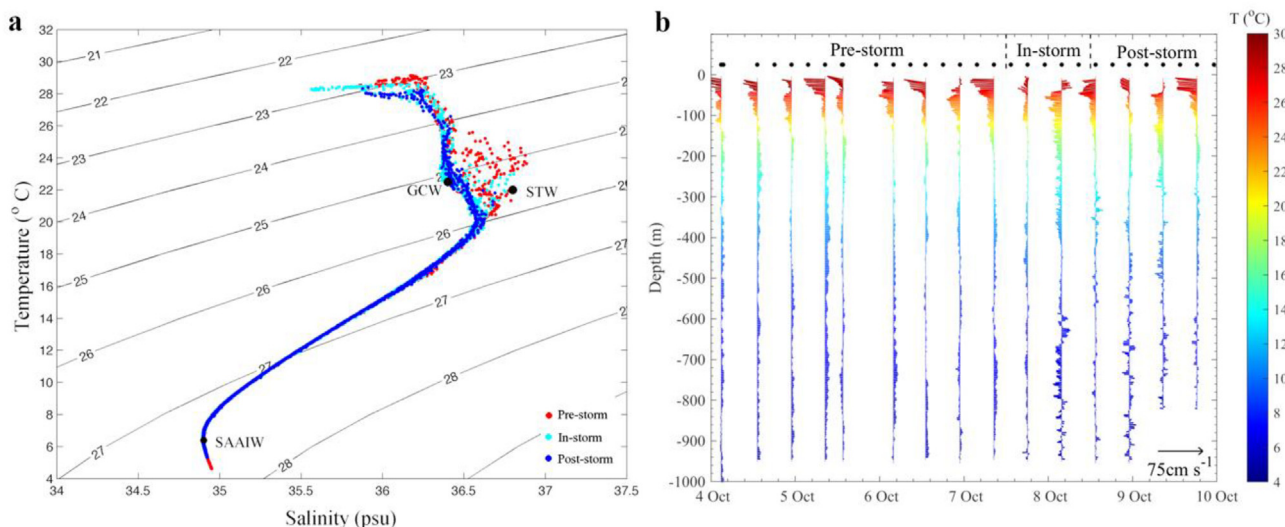 a
32
30
28
26
24
22
20
18
16
14
12
10
8
6
4
34
34.5
35
35.5
36
36.5
37
37.5
Temperature (°C)
Salinity (psu)
21
22
23
22
23
24
23
24
25
24
25
26
25
26
27
26
27
28
27
28
GCW
STW
SAAIW
Pre-storm
In-storm
Post-storm
b
T (°C)
Pre-storm
In-storm
Post-storm
0
-100
-200
-300
-400
-500
-600
-700
-800
-900
-1000
Depth (m)
4 Oct
5 Oct
6 Oct
7 Oct
8 Oct
9 Oct
10 Oct
75cm s⁻¹
30
28
26
24
22
20
18
16
14
12
10
8
6
4